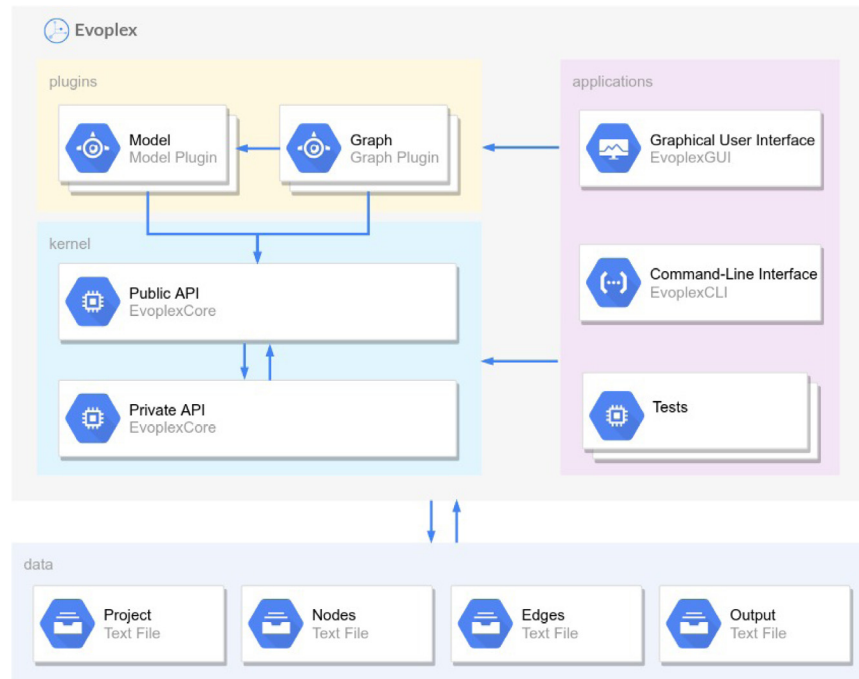 Evoplex
plugins
Model
Model Plugin
Graph
Graph Plugin
applications
Graphical User Interface
EvoplexGUI
Command-Line Interface
EvoplexCLI
Tests
kernel
Public API
EvoplexCore
Private API
EvoplexCore
data
Project
Text File
Nodes
Text File
Edges
Text File
Output
Text File